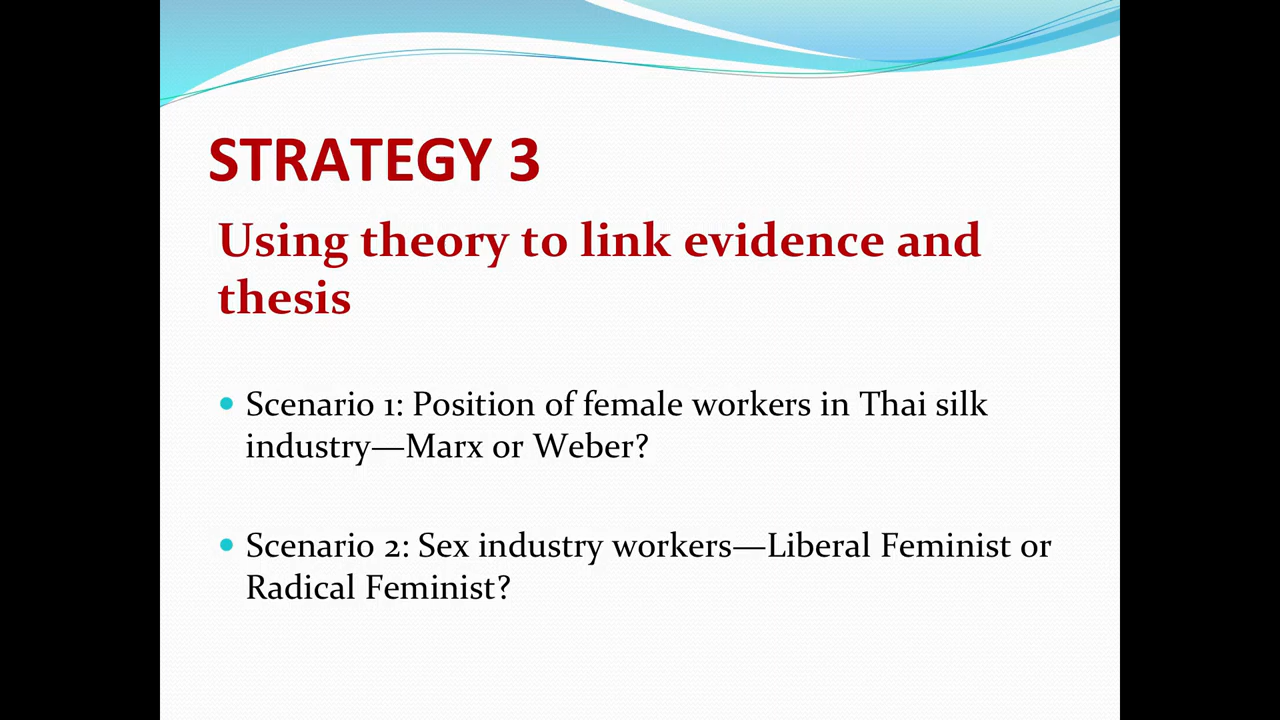 STRATEGY 3
Using theory to link evidence and
thesis
• Scenario 1: Position of female workers in Thai silk
industry—Marx or Weber?
• Scenario 2: Sex industry workers—Liberal Feminist or
Radical Feminist?